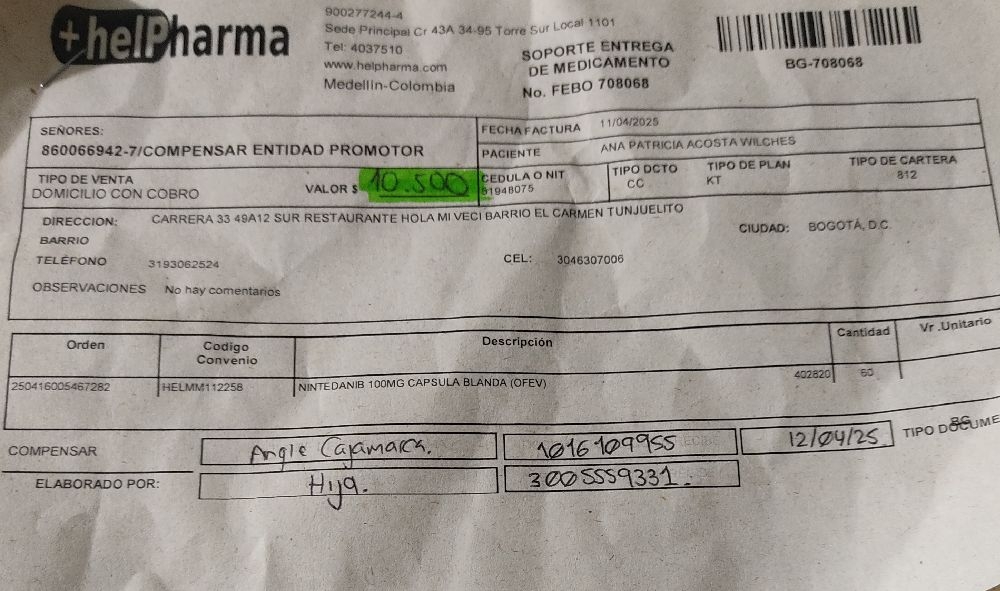 +helPharma
900277244-4
Sede Principal Cr 43A 34-95 Torre Sur Local 1101
Tel: 4037510
www.helpharma.com
Medellin-Colombia
SOPORTE ENTREGA
DE MEDICAMENTO
No. FEBO 708068
BG-708068
SEÑORES:
860066942-7/COMPENSAR ENTIDAD PROMOTOR
FECHA FACTURA 11/04/2025
PACIENTE ANA PATRICIA ACOSTA WILCHES
TIPO DE VENTA
DOMICILIO CON COBRO
VALOR $ 10.500
CEDULA O NIT
51948075
TIPO DCTO
CC
TIPO DE PLAN
KT
TIPO DE CARTERA
812
DIRECCION: CARRERA 33 49A12 SUR RESTAURANTE HOLA MI VECI BARRIO EL CARMEN TUNJUELITO
CIUDAD: BOGOTÁ, D.C.
BARRIO
TELÉFONO 3193062524
CEL: 3046307006
OBSERVACIONES No hay comentarios
Orden Codigo Convenio Descripción Cantidad Vr .Unitario
250416005467282 HELMM112258 NINTEDANIB 100MG CAPSULA BLANDA (OFEV) 402820 60
COMPENSAR Angie Cajamarca. 1016109955 12/04/25 TIPO DOCUME
BG
ELABORADO POR: Hija. 3005559331.